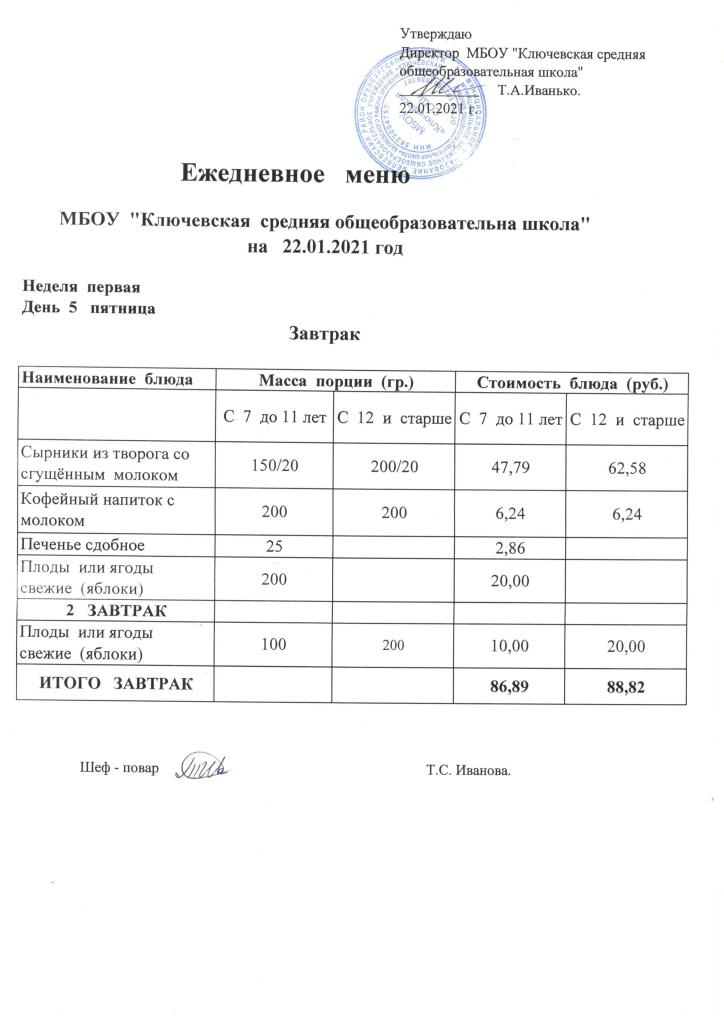 Утверждаю
Директор МБОУ "Ключевская средняя
общеобразовательная школа"
Т.А.Иванько.
22.01.2021 г.
Ежедневное меню
МБОУ "Ключевская средняя общеобразовательна школа"
на 22.01.2021 год
Неделя первая
День 5 пятница
Завтрак
Наименование блюда Масса порции (гр.) Стоимость блюда (руб.)
С 7 до 11 лет С 12 и старше С 7 до 11 лет С 12 и старше
Сырники из творога со
сгущённым молоком 150/20 200/20 47,79 62,58
Кофейный напиток с
молоком 200 200 6,24 6,24
Печенье сдобное 25 2,86
Плоды или ягоды
свежие (яблоки) 200 20,00
2 ЗАВТРАК
Плоды или ягоды
свежие (яблоки) 100 200 10,00 20,00
ИТОГО ЗАВТРАК 86,89 88,82
Шеф - повар Т.С. Иванова.